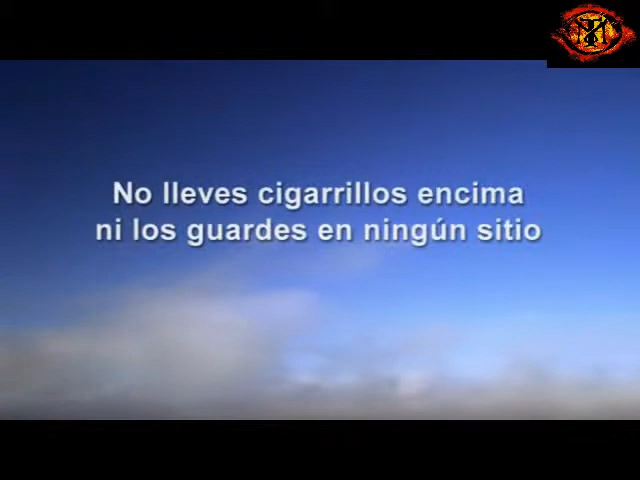 No lleves cigarrillos encima
ni los guardes en ningún sitio